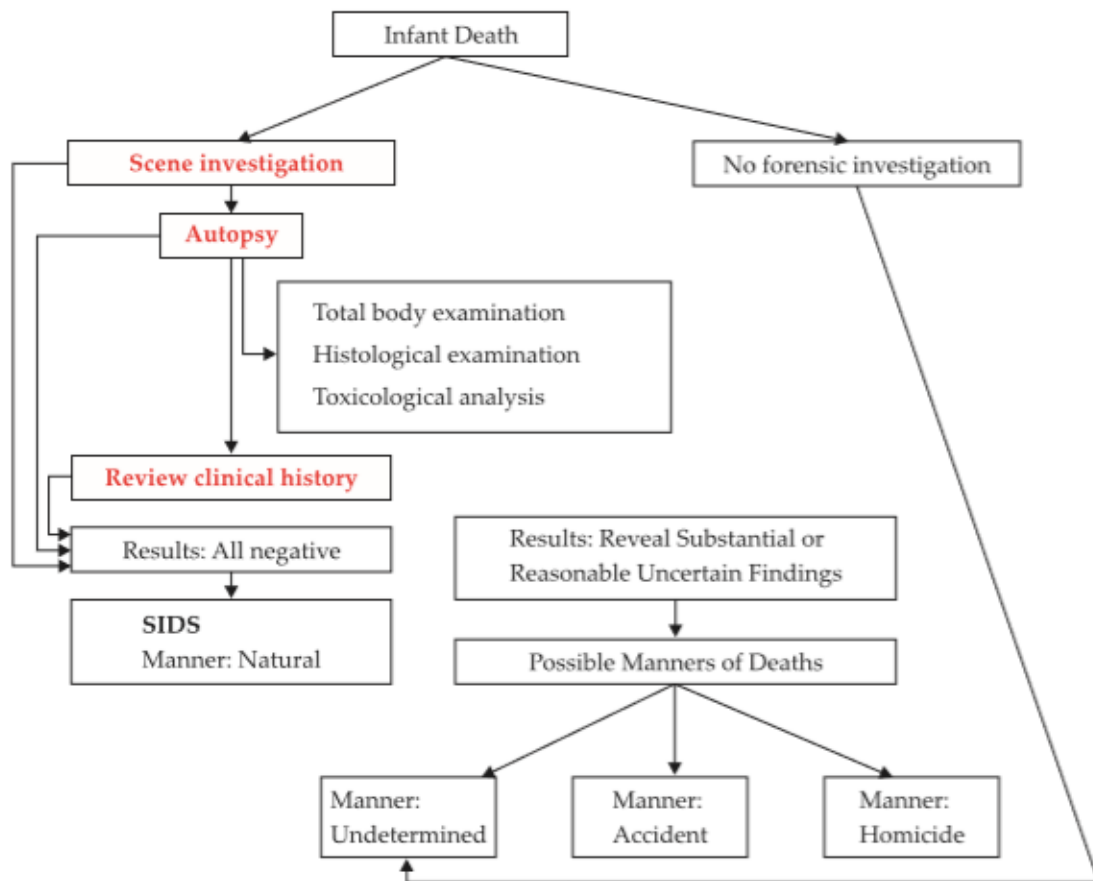 Infant Death
Scene investigation
No forensic investigation
Autopsy
Total body examination
Histological examination
Toxicological analysis
Review clinical history
Results: All negative
Results: Reveal Substantial or
Reasonable Uncertain Findings
SIDS
Manner: Natural
Possible Manners of Deaths
Manner:
Undetermined
Manner:
Accident
Manner:
Homicide